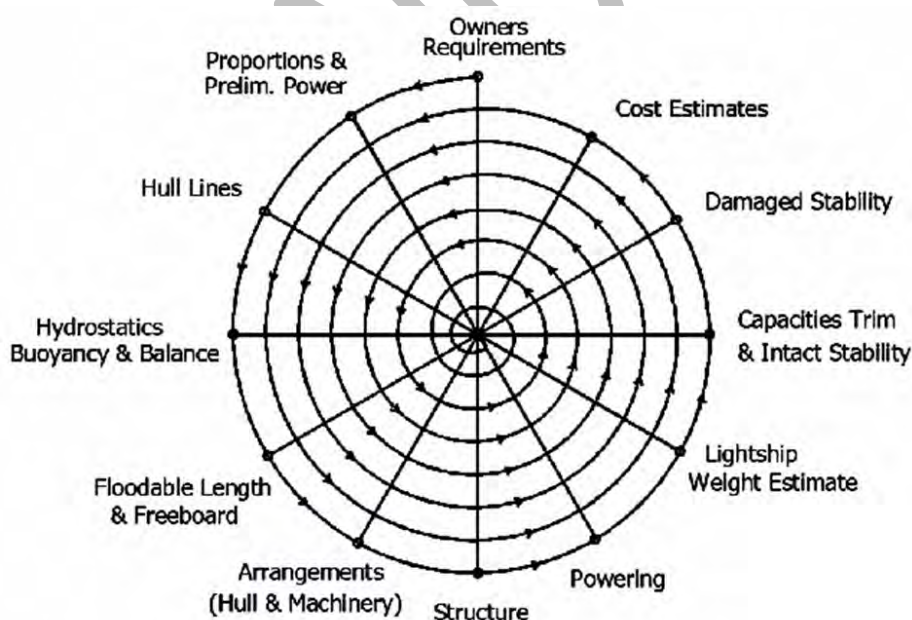 Owners
Requirements
Proportions &
Prelim. Power
Cost Estimates
Hull Lines
Damaged Stability
Hydrostatics
Buoyancy & Balance
Capacities Trim
& Intact Stability
Floodable Length
& Freeboard
Lightship
Weight Estimate
Arrangements
(Hull & Machinery)
Structure
Powering